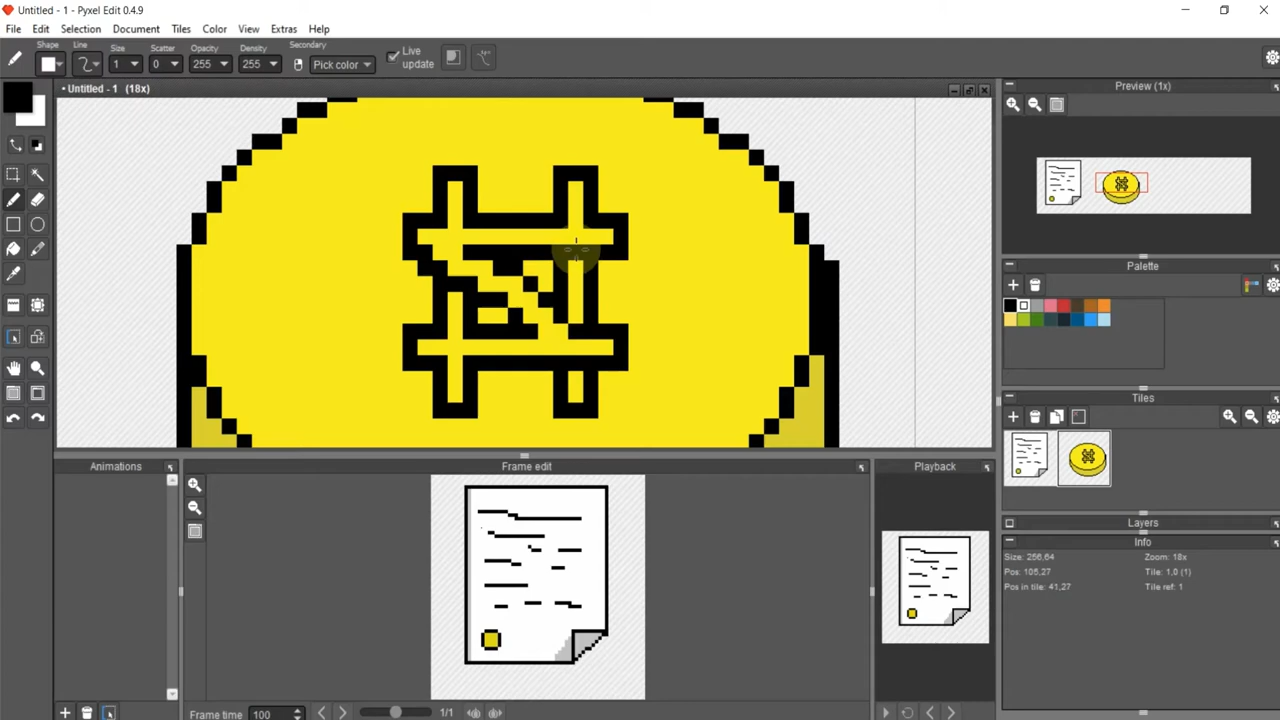 Untitled - 1 - Pyxel Edit 0.4.9
File Edit Selection Document Tiles Color View Extras Help
Shape Line Size Scatter Opacity Density Secondary
1 0 255 255 Pick color Live update
• Untitled - 1 (18x)
Preview (1x)
Palette
Tiles
Layers
Info
Size: 256,64 Zoom: 18x
Pos: 105,27 Tile: 1,0 (1)
Pos in tile: 41,27 Tile ref: 1
Animations Frame edit Playback
Frame time 100 1/1